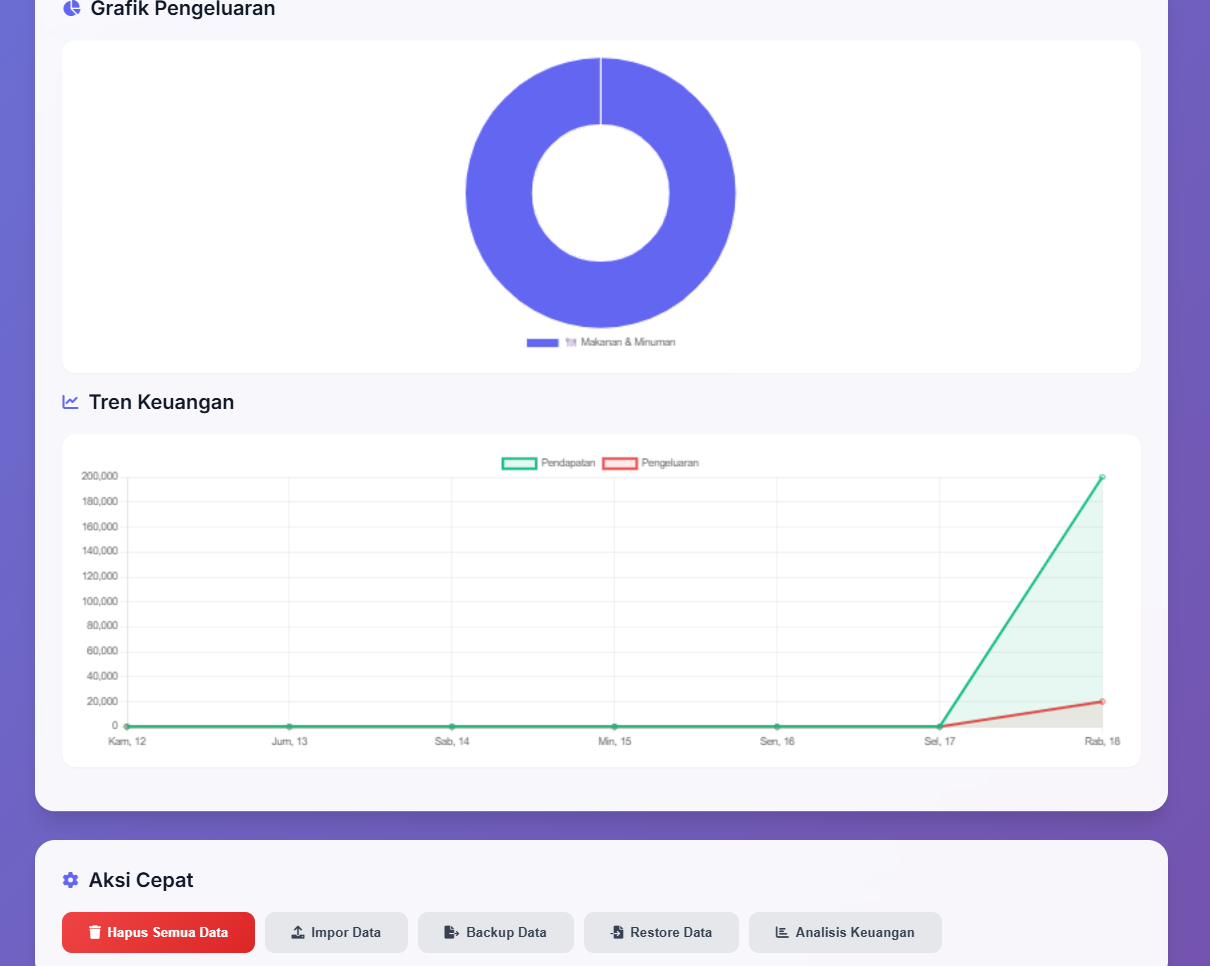 Grafik Pengeluaran
Makanan & Minuman
Tren Keuangan
Pendapatan Pengeluaran
200,000
180,000
160,000
140,000
120,000
100,000
80,000
60,000
40,000
20,000
0
Kam, 12 Jum, 13 Sab, 14 Min, 15 Sen, 16 Sel, 17 Rab, 18
Aksi Cepat
Hapus Semua Data Impor Data Backup Data Restore Data Analisis Keuangan